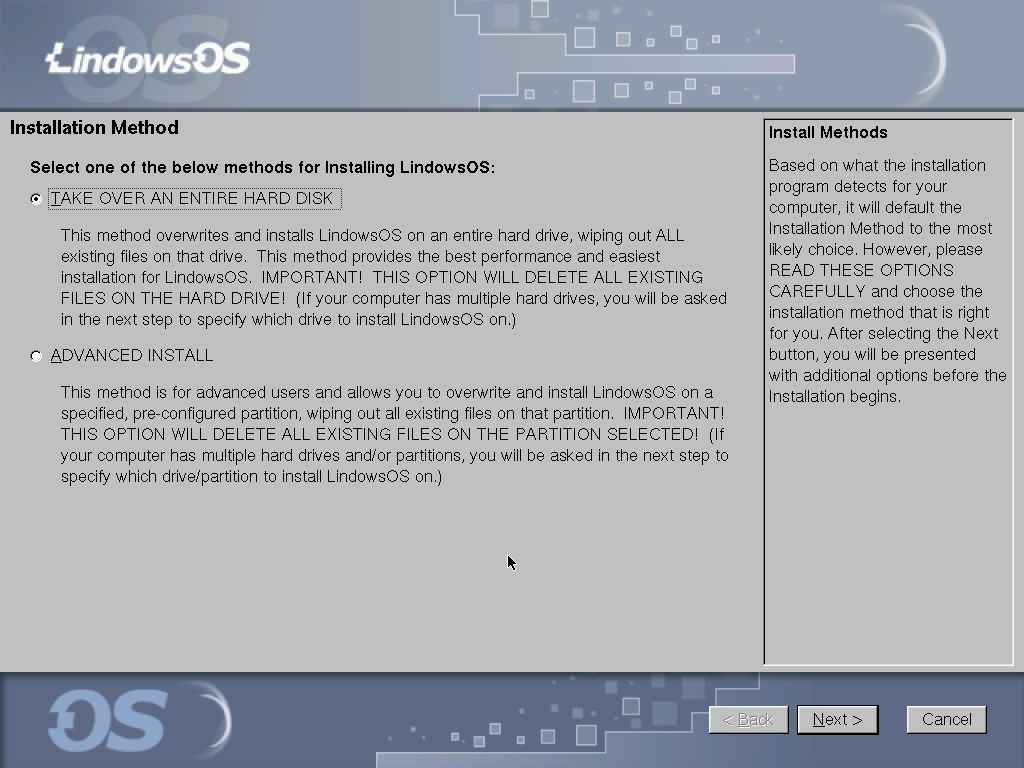 LindowsOS
Installation Method
Select one of the below methods for Installing LindowsOS:
TAKE OVER AN ENTIRE HARD DISK
This method overwrites and installs LindowsOS on an entire hard drive, wiping out ALL
existing files on that drive.  This method provides the best performance and easiest
installation for LindowsOS.  IMPORTANT!  THIS OPTION WILL DELETE ALL EXISTING
FILES ON THE HARD DRIVE!  (If your computer has multiple hard drives, you will be asked
in the next step to specify which drive to install LindowsOS on.)
ADVANCED INSTALL
This method is for advanced users and allows you to overwrite and install LindowsOS on a
specified, pre-configured partition, wiping out all existing files on that partition.  IMPORTANT!
THIS OPTION WILL DELETE ALL EXISTING FILES ON THE PARTITION SELECTED!  (If
your computer has multiple hard drives and/or partitions, you will be asked in the next step to
specify which drive/partition to install LindowsOS on.)
Install Methods
Based on what the installation
program detects for your
computer, it will default the
Installation Method to the most
likely choice. However, please
READ THESE OPTIONS
CAREFULLY and choose the
installation method that is right
for you. After selecting the Next
button, you will be presented
with additional options before the
Installation begins.
OS
< Back
Next >
Cancel